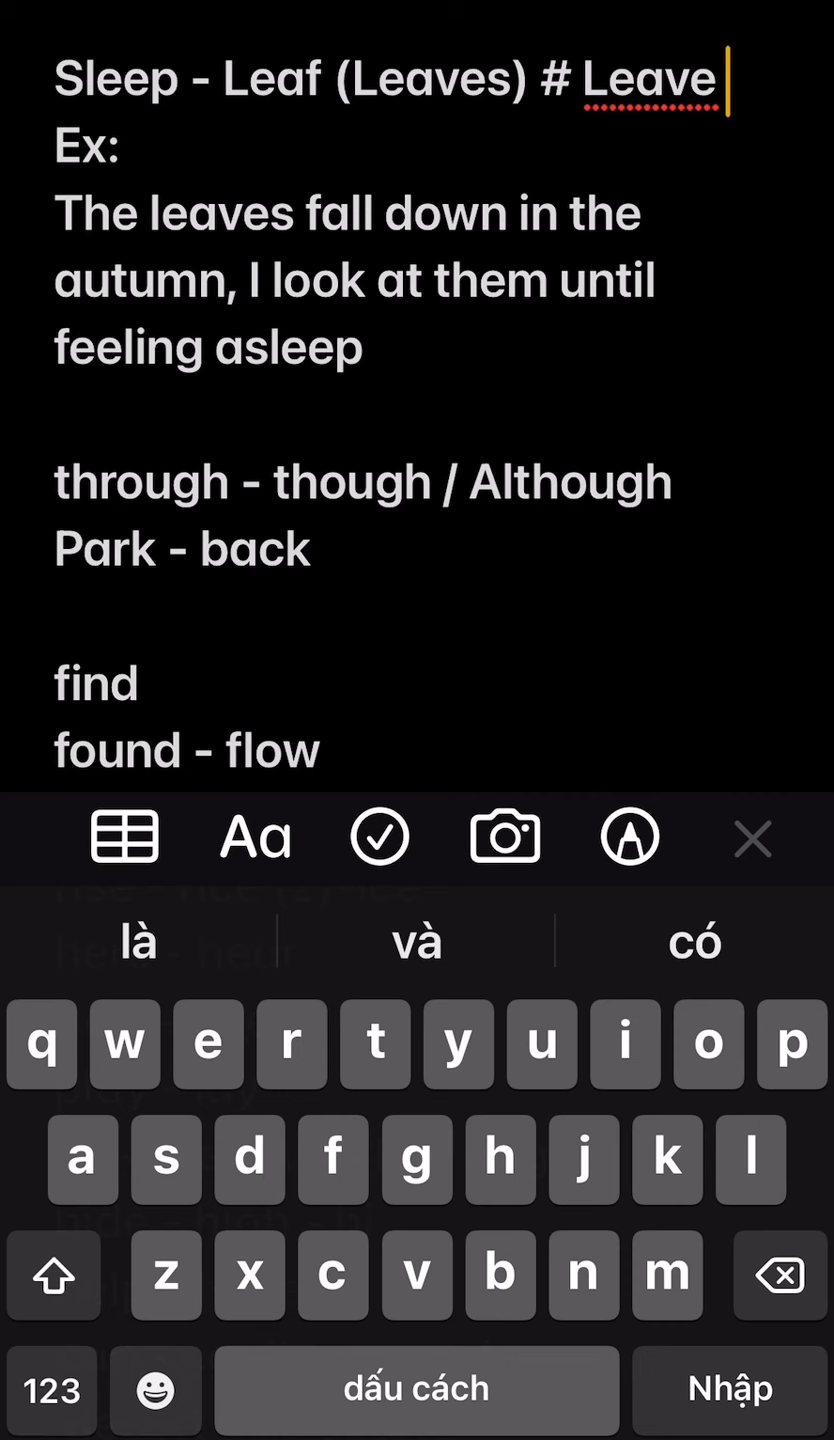 Sleep - Leaf (Leaves) # Leave
Ex:
The leaves fall down in the
autumn, I look at them until
feeling asleep
through - though / Although
Park - back
find
found - flow
Aa
là và có
q w e r t y u i o p
a s d f g h j k l
z x c v b n m
123 dấu cách Nhập